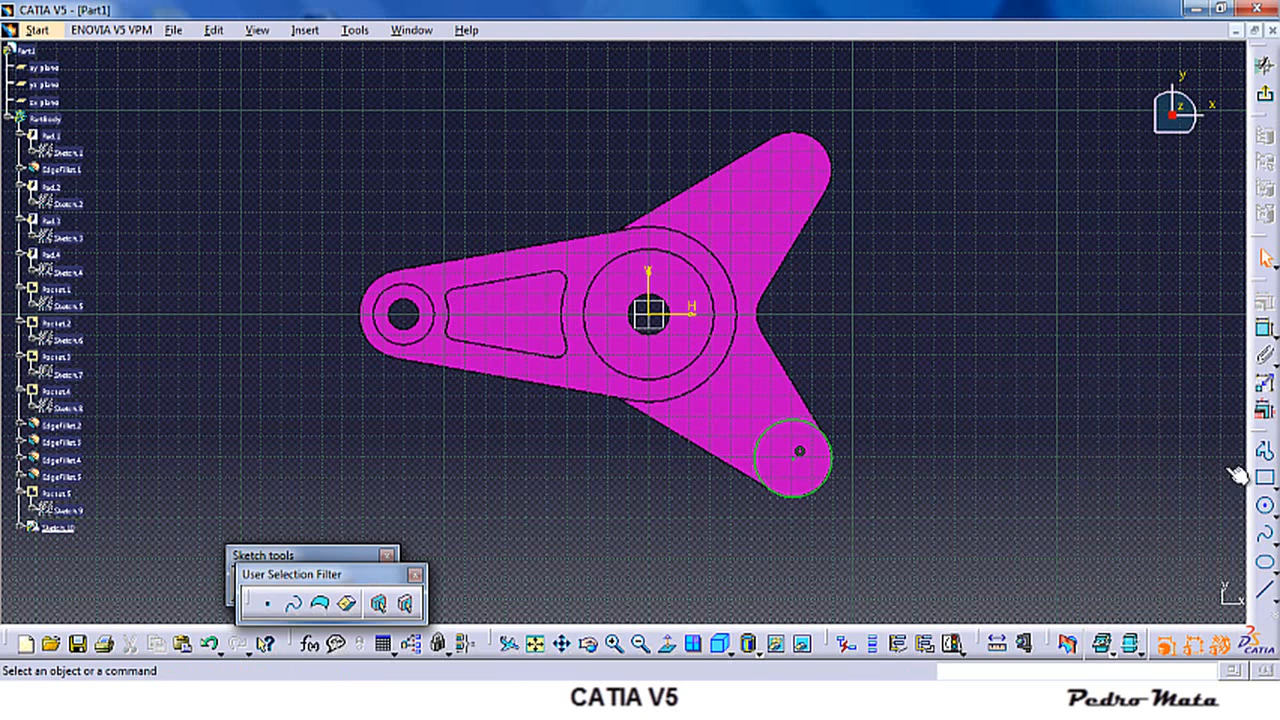 CATIA V5 - [Part1]
Start ENOVIA V5 VPM File Edit View Insert Tools Window Help
Part1
xy plane
yz plane
zx plane
PartBody
Pad.1
Sketch.1
EdgeFillet.1
Pad.2
Sketch.2
Pad.3
Sketch.3
Pad.4
Sketch.4
Pocket.1
Sketch.5
Pocket.2
Sketch.6
Pocket.3
Sketch.7
Pocket.4
Sketch.8
EdgeFillet.2
EdgeFillet.3
EdgeFillet.4
EdgeFillet.5
Pocket.5
Sketch.9
Sketch.10
y
z x
V
H
Sketch tools
User Selection Filter
y
x
f(x)
CATIA
Select an object or a command
CATIA V5
Pedro Mata